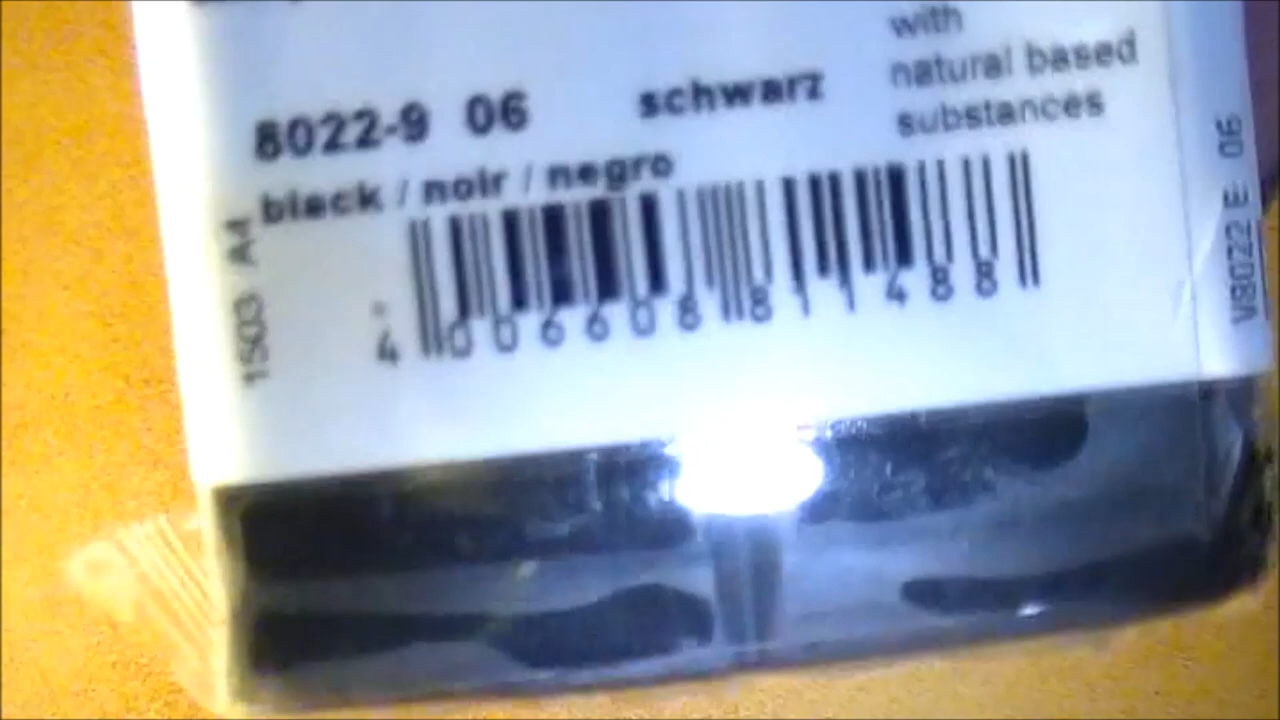 with
natural based
substances
8022-9 06 schwarz
black / noir / negro
4 006608 811488
1503 A4
V8022 E 06